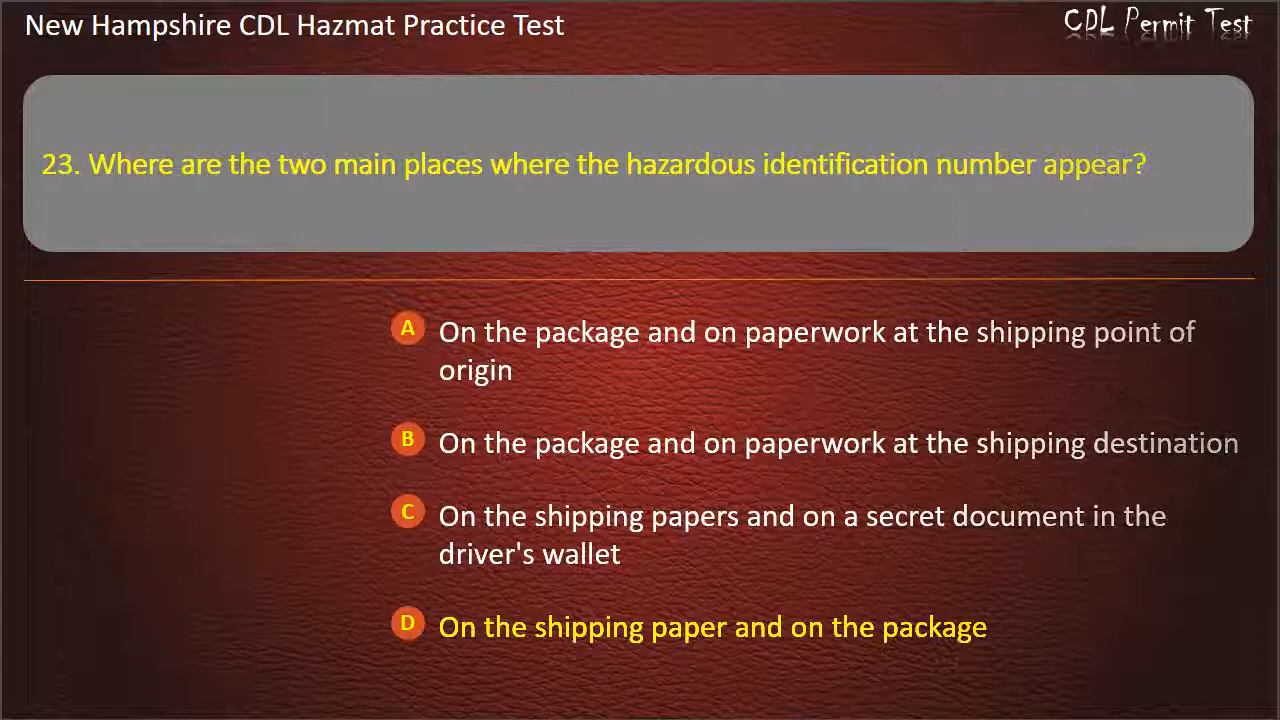 New Hampshire CDL Hazmat Practice Test
CDL Permit Test
23. Where are the two main places where the hazardous identification number appear?
A On the package and on paperwork at the shipping point of
origin
B On the package and on paperwork at the shipping destination
C On the shipping papers and on a secret document in the
driver's wallet
D On the shipping paper and on the package